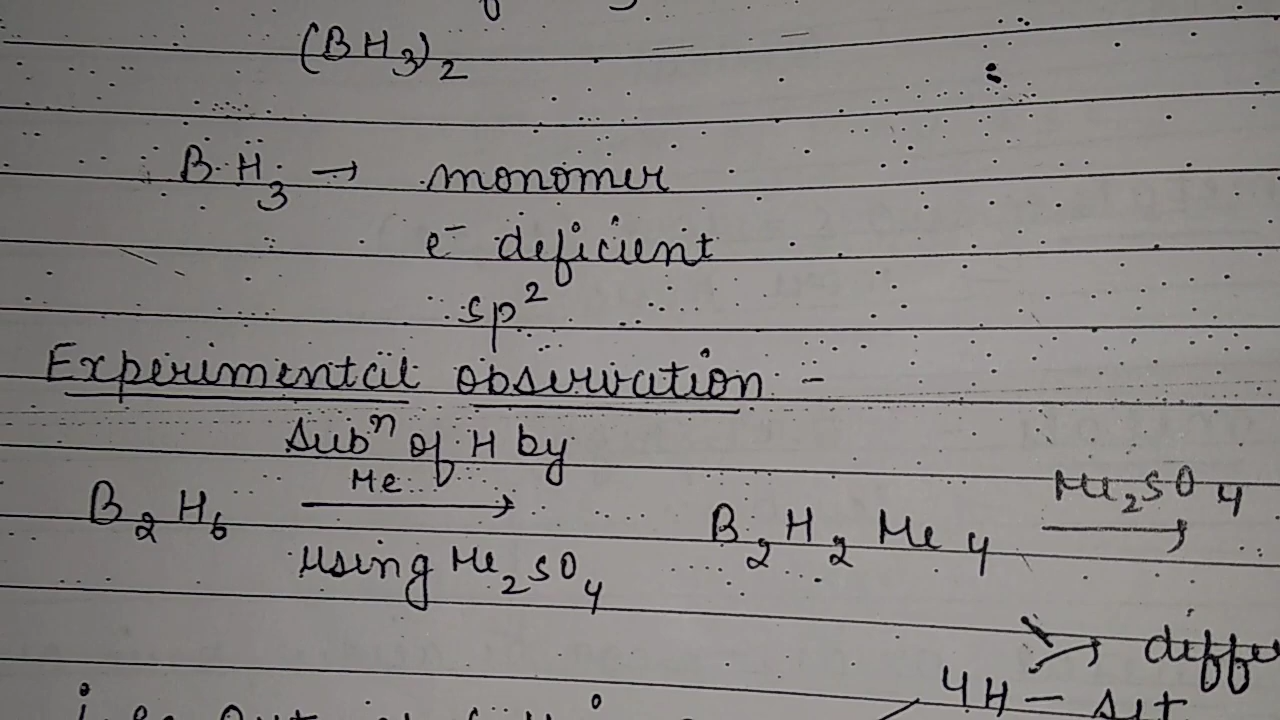 (BH₃)₂
BH₃ → monomer
e⁻ deficient
sp²
Experimental observation :-
Subⁿ of H by
B₂H₆ Me → B₂H₂Me₄ Me₂SO₄ →
using Me₂SO₄
→ diffe
4H - set